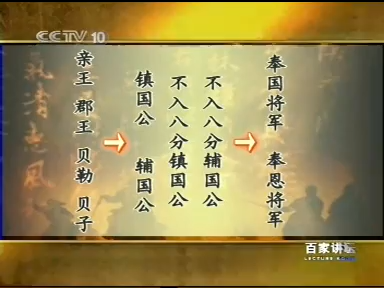 CCTV 10
亲王 郡王 贝勒 贝子
镇国公 辅国公
不入八分镇国公
不入八分辅国公
奉国将军 奉恩将军
百家讲坛
LECTURE ROOM